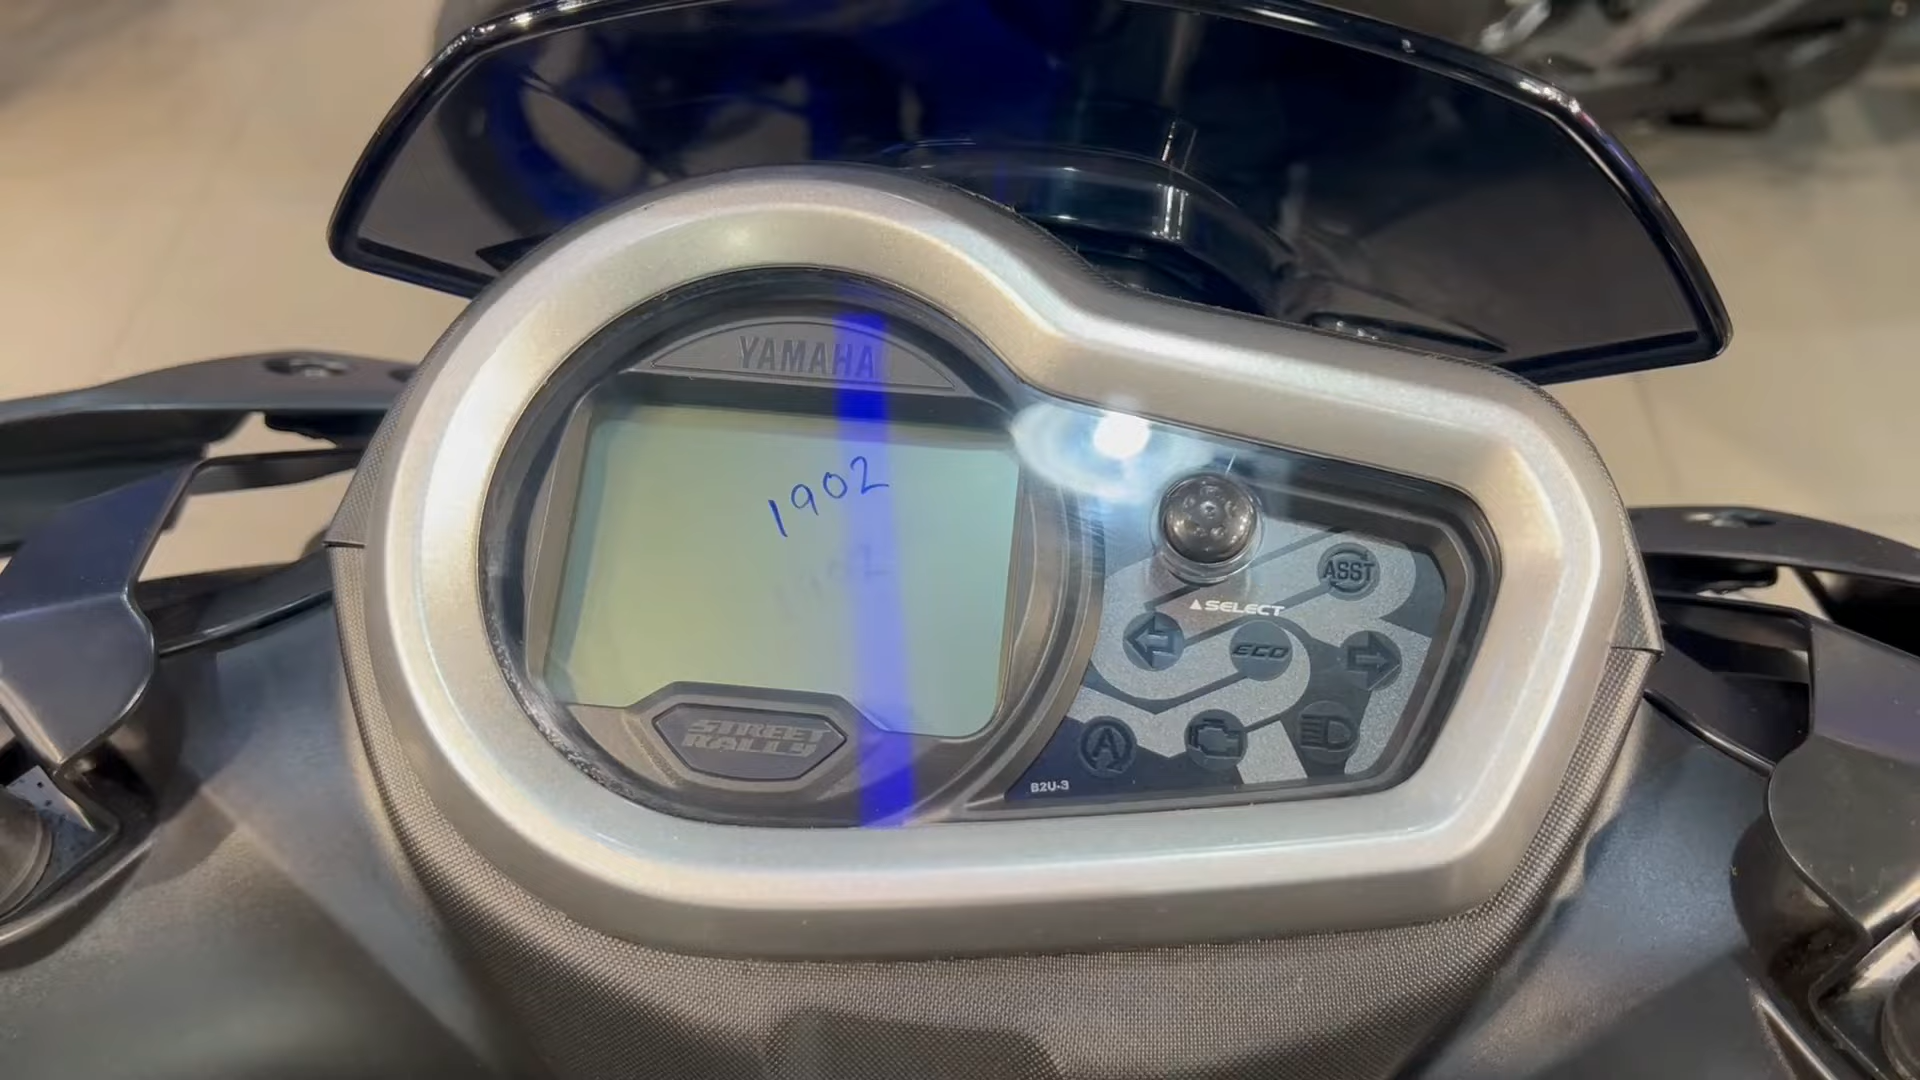 YAMAHA
1902
ASST
▲SELECT
ECO
STREET
RALLY
A
B2U-3